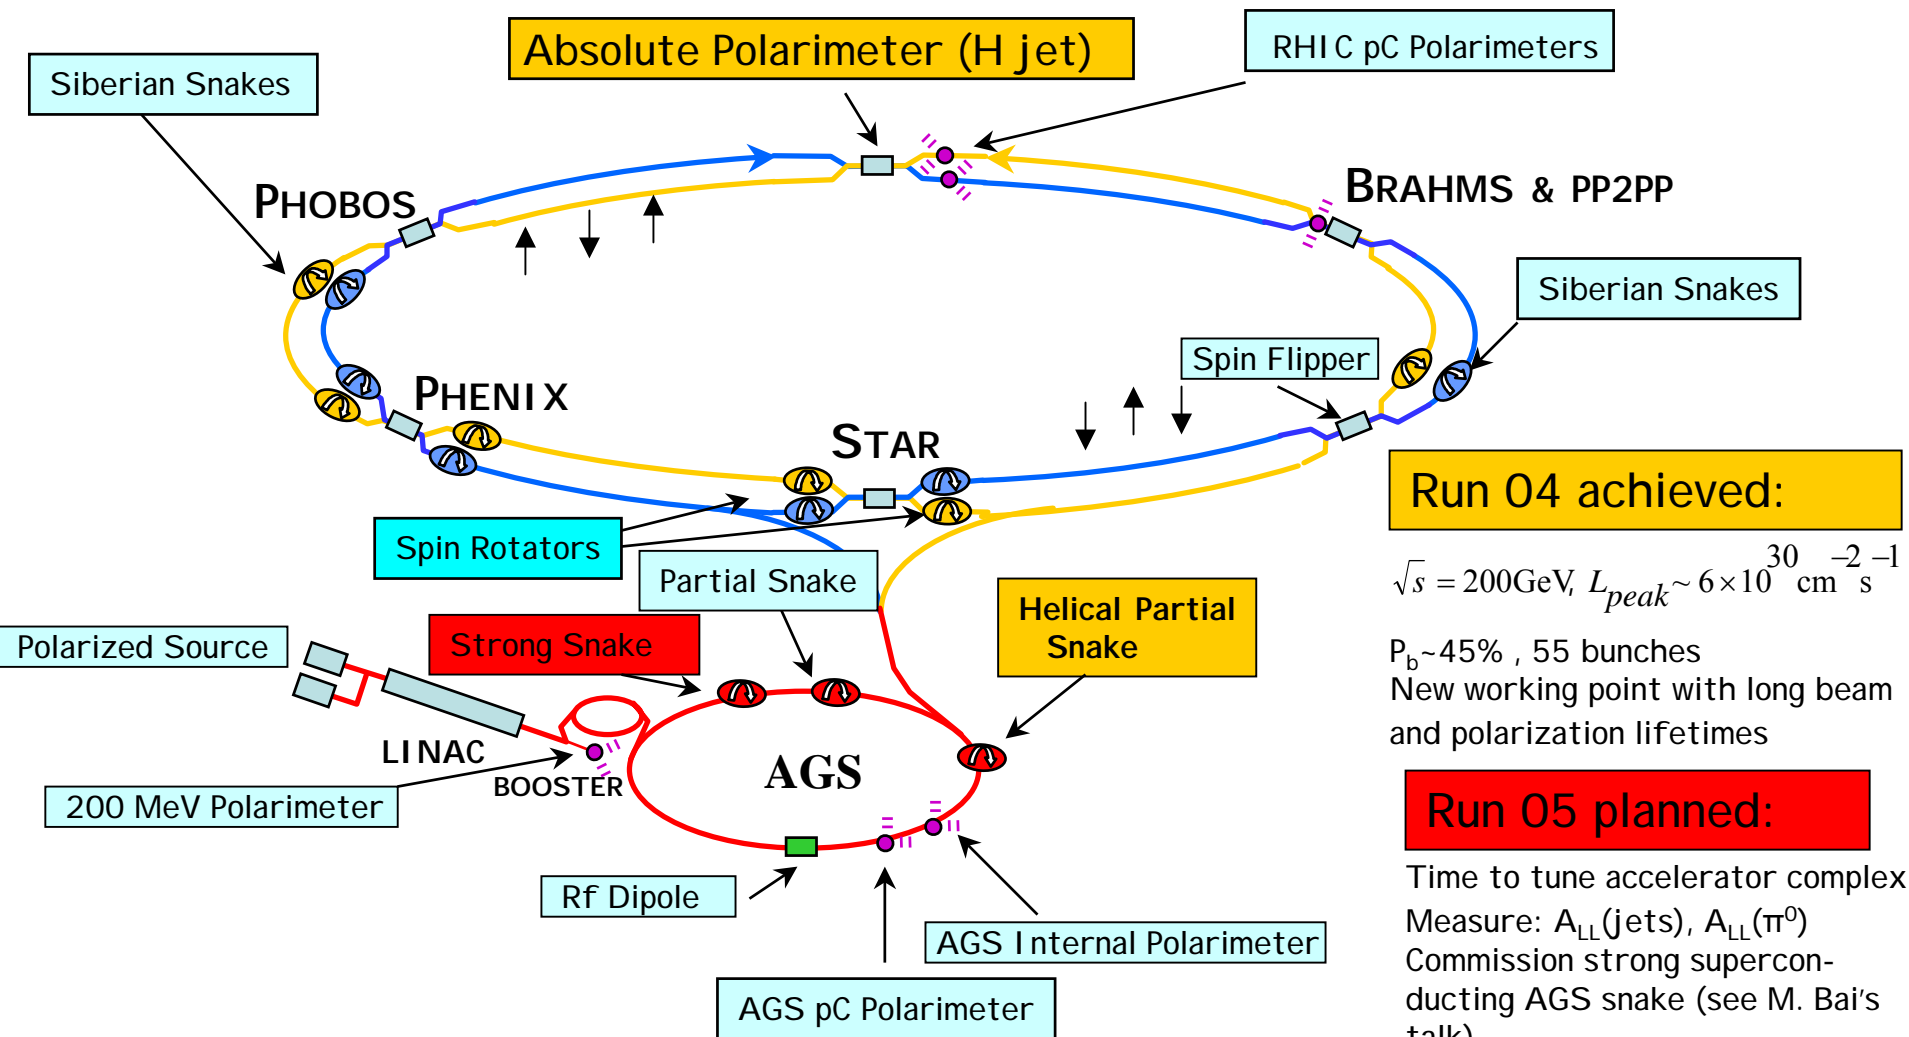 Absolute Polarimeter (H jet)
RHIC pC Polarimeters
Siberian Snakes
PHOBOS
BRAHMS & PP2PP
Siberian Snakes
Spin Flipper
PHENIX
STAR
Run 04 achieved:
Spin Rotators
√s = 200GeV, L_peak ~ 6×10^30 cm^−2 s^−1
Partial Snake
Helical Partial
Snake
Strong Snake
Polarized Source
P_b~45% , 55 bunches
New working point with long beam
and polarization lifetimes
LINAC
BOOSTER
AGS
200 MeV Polarimeter
Run 05 planned:
Rf Dipole
AGS Internal Polarimeter
AGS pC Polarimeter
Time to tune accelerator complex
Measure: A_LL(jets), A_LL(π^0)
Commission strong supercon-
ducting AGS snake (see M. Bai's
talk)